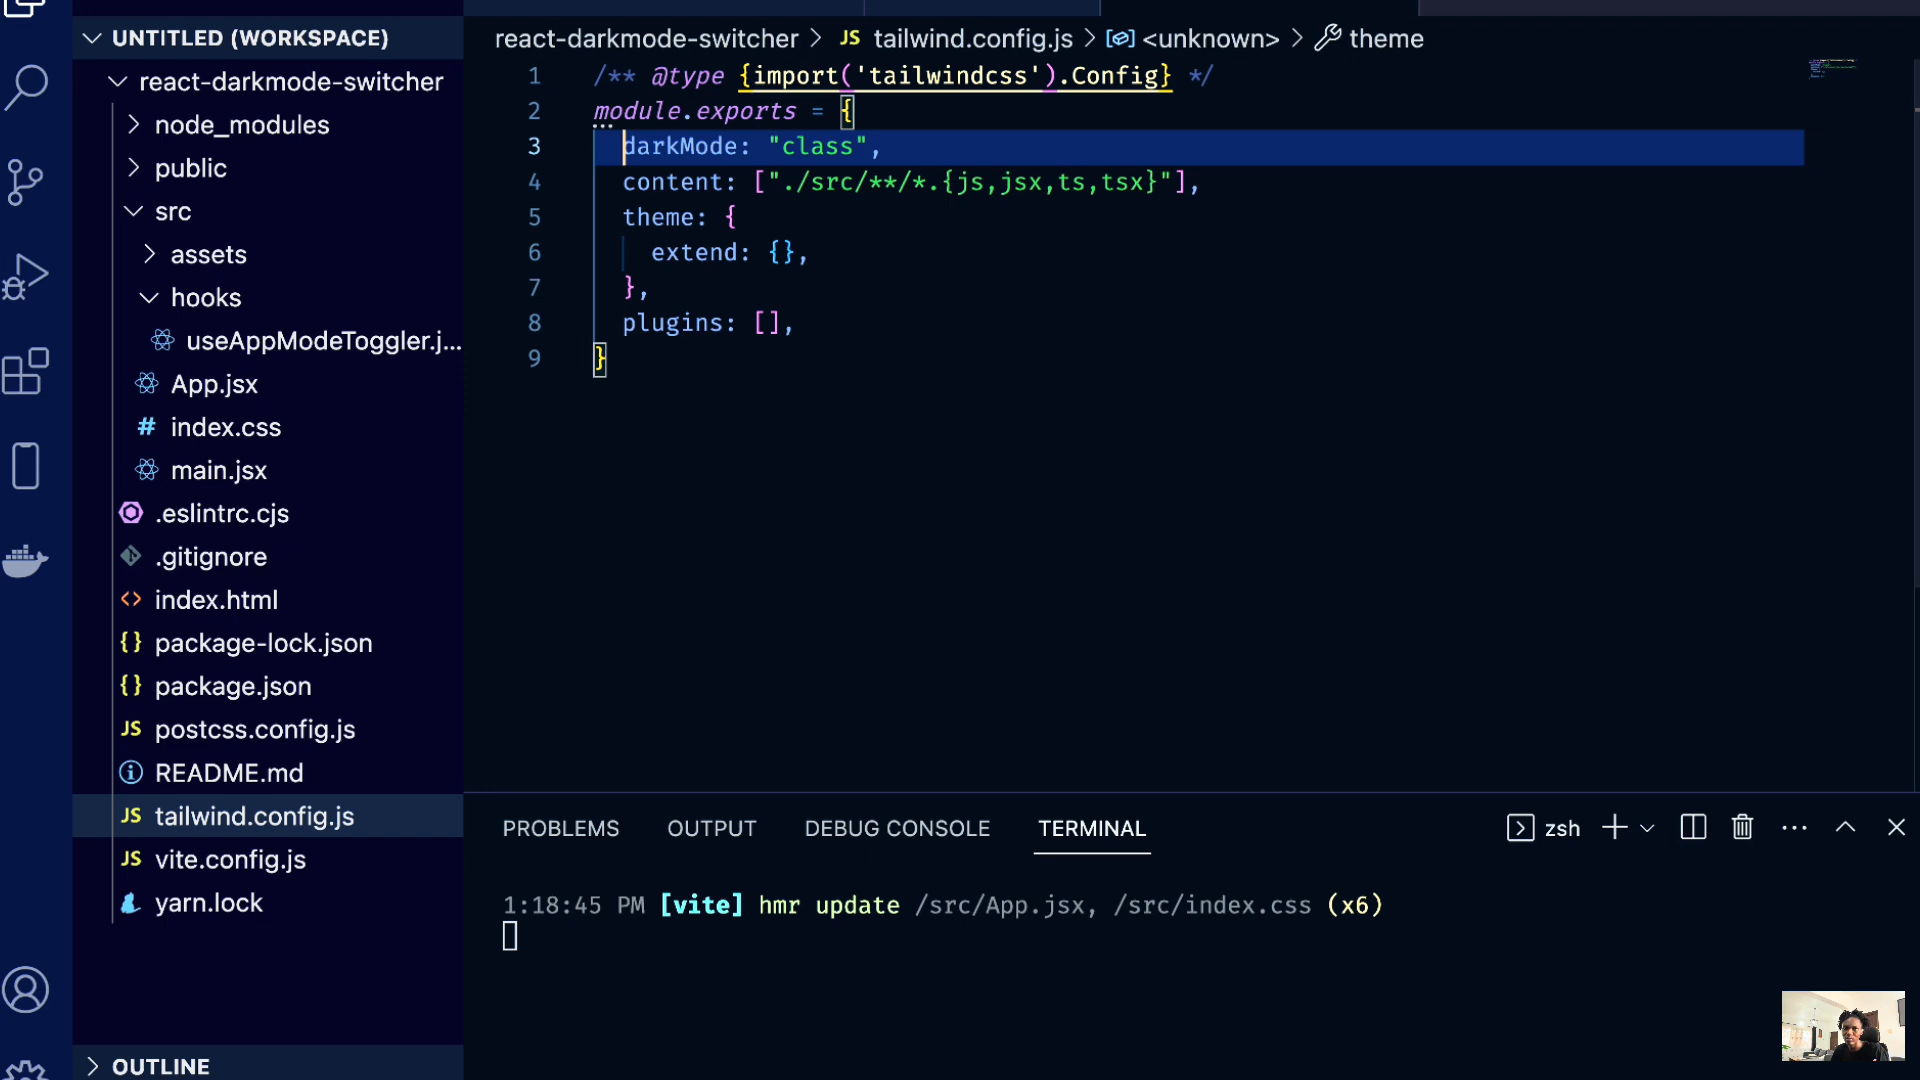 UNTITLED (WORKSPACE)
react-darkmode-switcher
node_modules
public
src
assets
hooks
useAppModeToggler.j...
App.jsx
# index.css
main.jsx
.eslintrc.cjs
.gitignore
<> index.html
{} package-lock.json
{} package.json
JS postcss.config.js
README.md
JS tailwind.config.js
JS vite.config.js
yarn.lock
OUTLINE
react-darkmode-switcher > JS tailwind.config.js > <unknown> > theme
1 /** @type {import('tailwindcss').Config} */
2 module.exports = {
3 darkMode: "class",
4 content: ["./src/**/*.{js,jsx,ts,tsx}"],
5 theme: {
6 extend: {},
7 },
8 plugins: [],
9 }
PROBLEMS OUTPUT DEBUG CONSOLE TERMINAL zsh
1:18:45 PM [vite] hmr update /src/App.jsx, /src/index.css (x6)